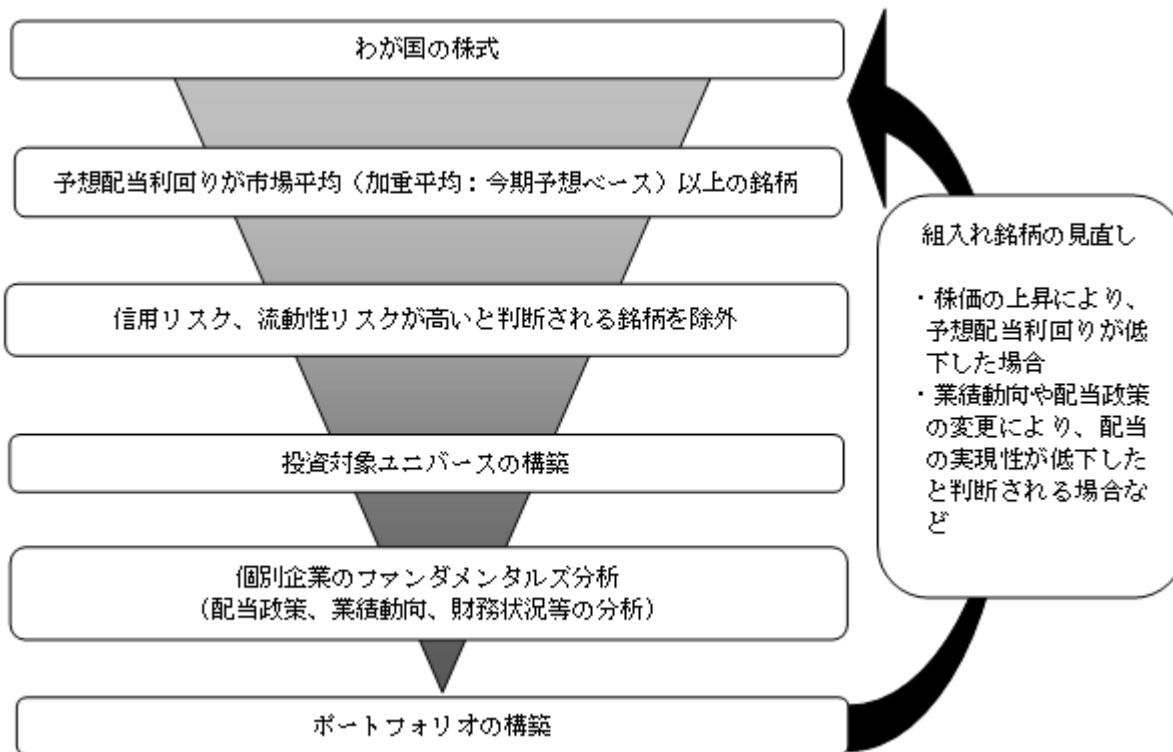 わが国の株式
予想配当利回りが市場平均（加重平均：今期予想ベース）以上の銘柄
信用リスク、流動性リスクが高いと判断される銘柄を除外
投資対象ユニバースの構築
個別企業のファンダメンタルズ分析
（配当政策、業績動向、財務状況等の分析）
ポートフォリオの構築
組入れ銘柄の見直し
・株価の上昇により、
予想配当利回りが低
下した場合
・業績動向や配当政策
の変更により、配当
の実現性が低下した
と判断される場合な
ど